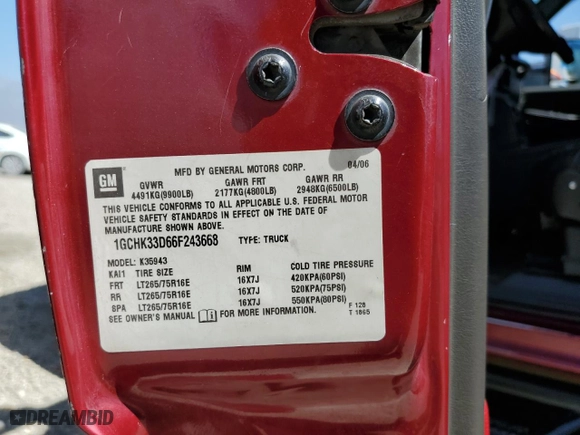 GM
MFD BY GENERAL MOTORS CORP. 04/06
GVWR GAWR FRT GAWR RR
4491KG(9900LB) 2177KG(4800LB) 2948KG(6500LB)
THIS VEHICLE CONFORMS TO ALL APPLICABLE U.S. FEDERAL MOTOR
VEHICLE SAFETY STANDARDS IN EFFECT ON THE DATE OF
MANUFACTURE SHOWN ABOVE.
1GCHK33D66F243668 TYPE: TRUCK
MODEL: K35943
KAI1 TIRE SIZE RIM COLD TIRE PRESSURE
FRT LT265/75R16E 16X7J 420KPA(60PSI)
RR LT265/75R16E 16X7J 520KPA(75PSI)
SPA LT265/75R16E 16X7J 550KPA(80PSI)
SEE OWNER'S MANUAL i FOR MORE INFORMATION. F 128
T 1865
DREAMBID